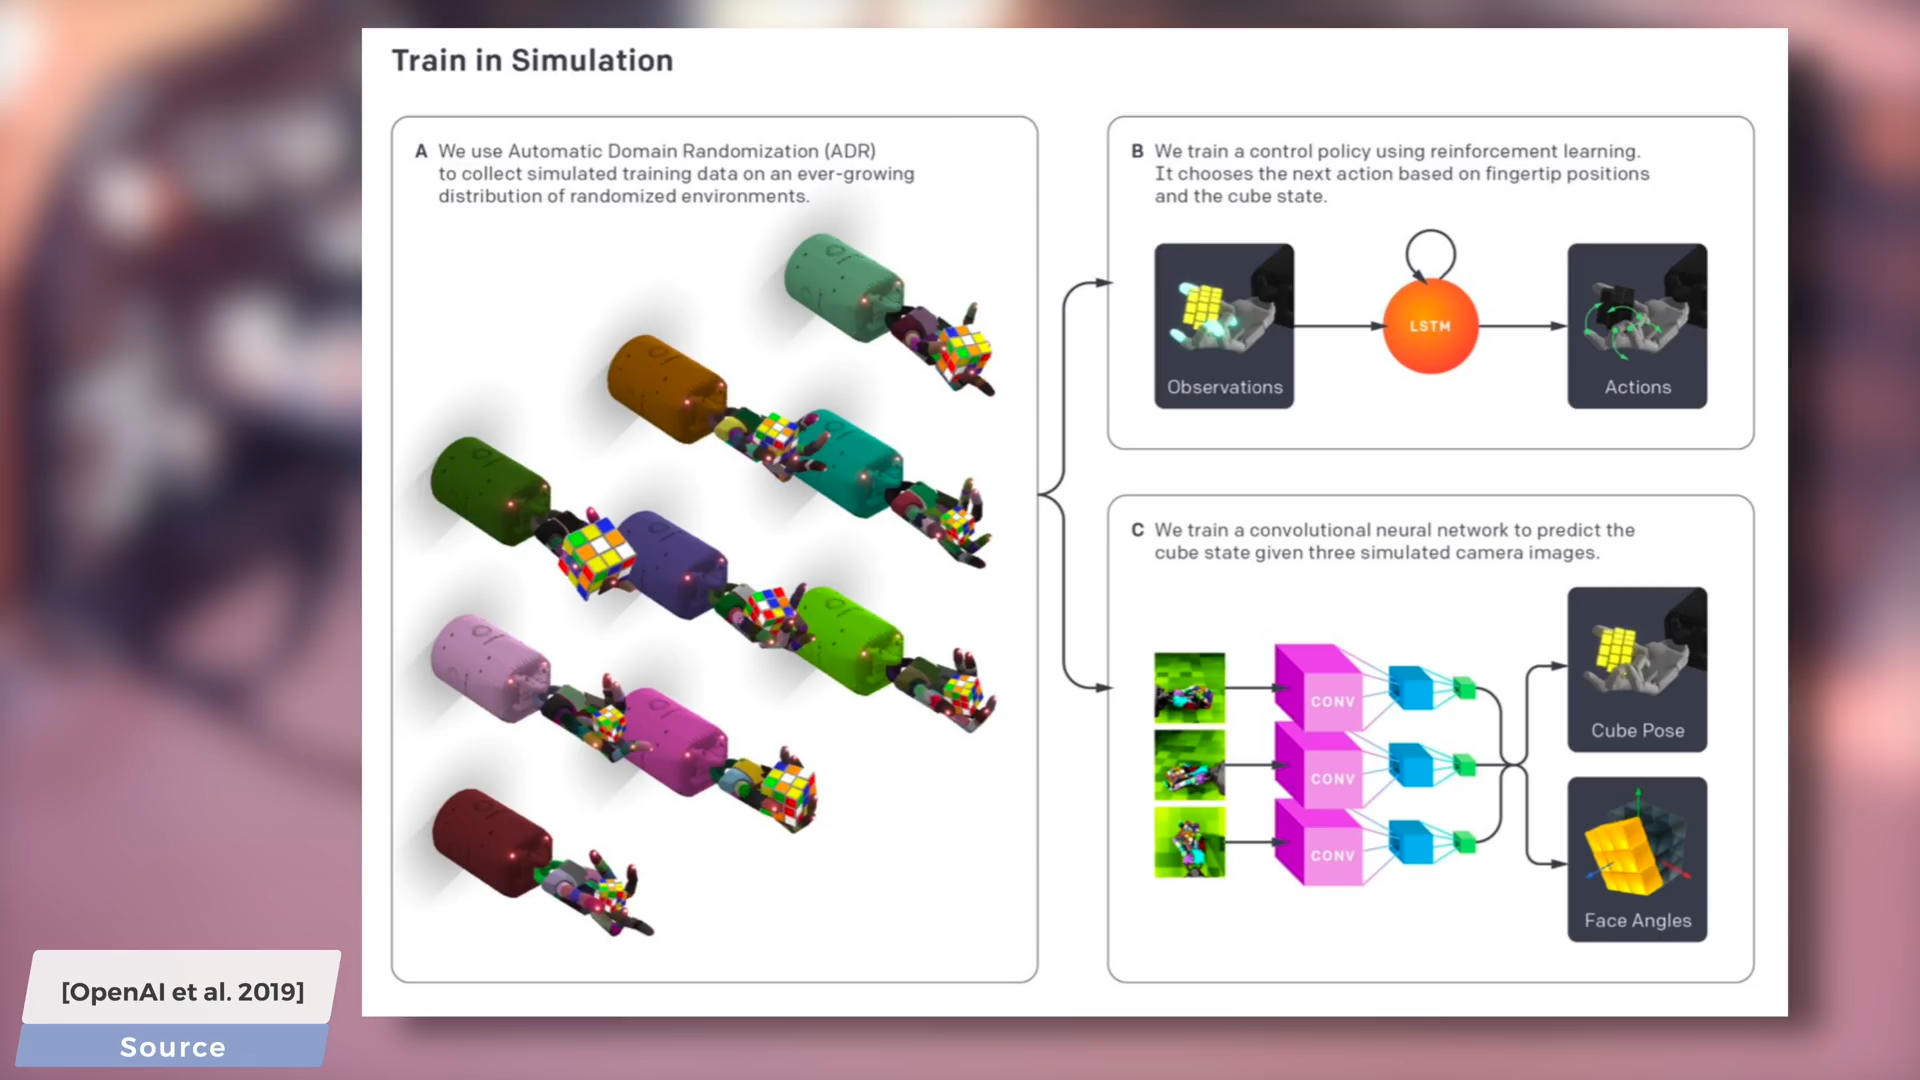 Train in Simulation
A We use Automatic Domain Randomization (ADR)
to collect simulated training data on an ever-growing
distribution of randomized environments.
B We train a control policy using reinforcement learning.
It chooses the next action based on fingertip positions
and the cube state.
Observations
LSTM
Actions
C We train a convolutional neural network to predict the
cube state given three simulated camera images.
CONV
CONV
CONV
Cube Pose
Face Angles
[OpenAI et al. 2019]
Source